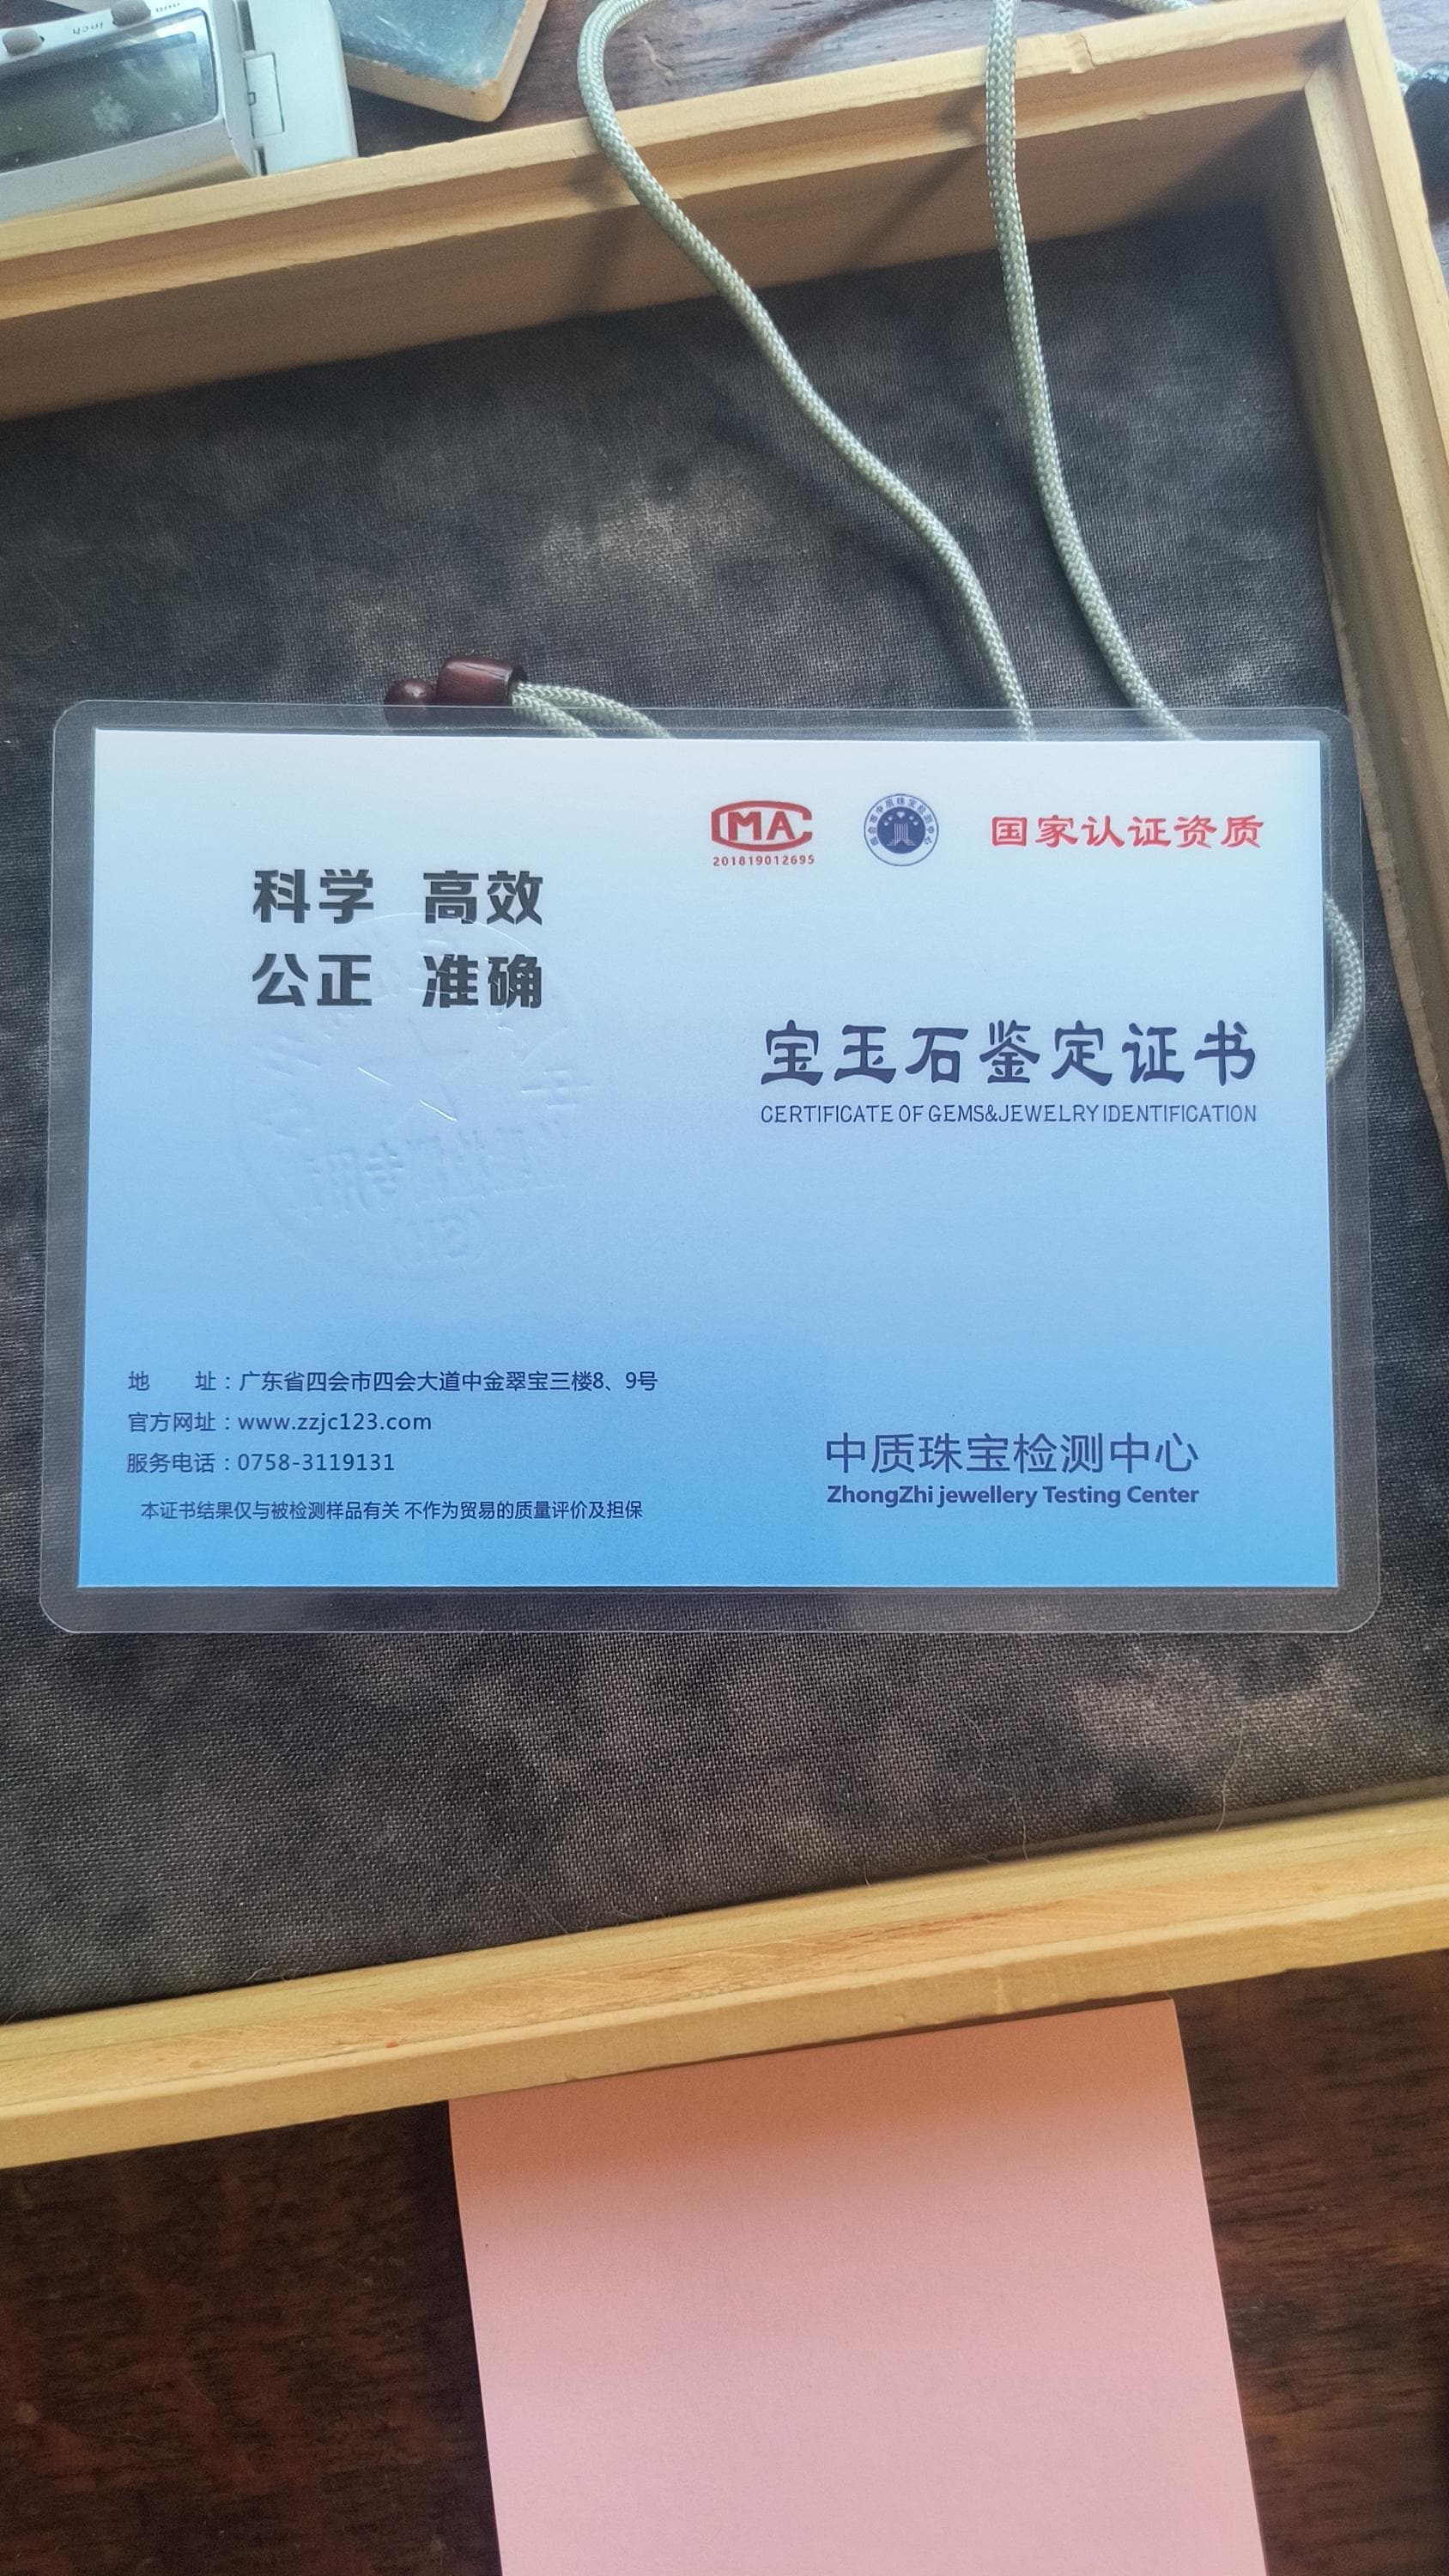 mm
inch
CMA
201819012695
国家认证资质
科学 高效
公正 准确
宝玉石鉴定证书
CERTIFICATE OF GEMS&JEWELRY IDENTIFICATION
地 址：广东省四会市四会大道中金翠宝三楼8、9号
官方网址：www.zzjc123.com
服务电话：0758-3119131
本证书结果仅与被检测样品有关 不作为贸易的质量评价及担保
中质珠宝检测中心
ZhongZhi jewellery Testing Center